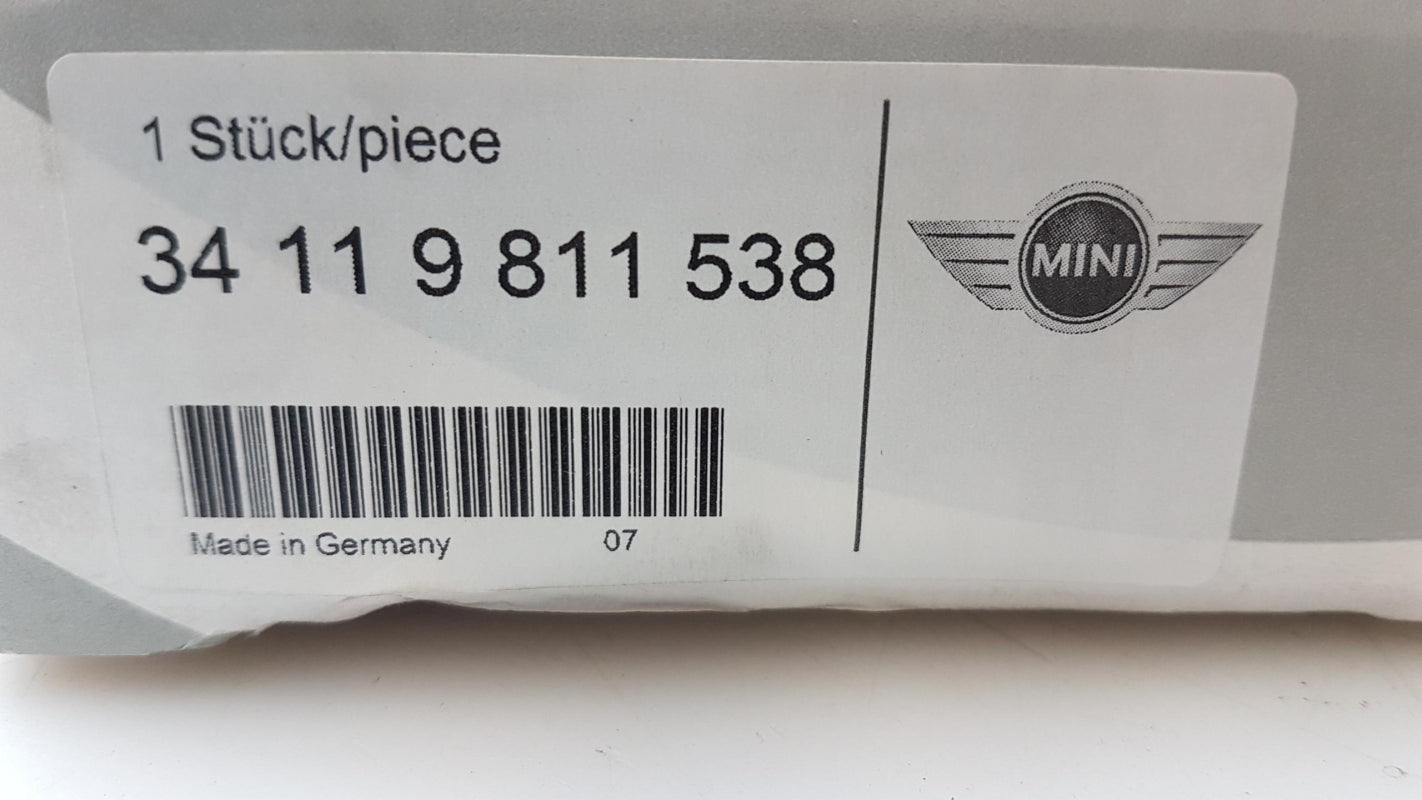 1 Stück/piece
34 11 9 811 538
MINI
Made in Germany 07